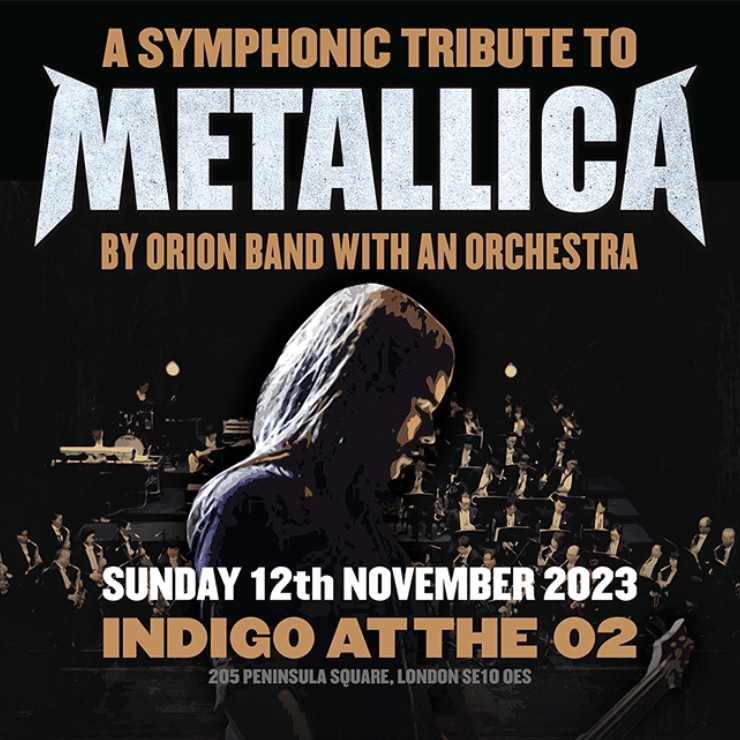 A SYMPHONIC TRIBUTE TO
METALLICA
BY ORION BAND WITH AN ORCHESTRA
SUNDAY 12th NOVEMBER 2023
INDIGO AT THE O2
205 PENINSULA SQUARE, LONDON SE10 0ES